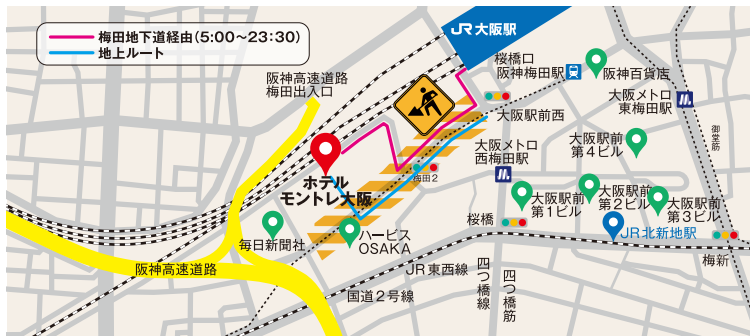 梅田地下道経由(5:00〜23:30)
地上ルート
JR大阪駅
阪神高速道路
梅田出入口
桜橋口
阪神梅田駅
阪神百貨店
大阪メトロ
東梅田駅
大阪駅前西
御堂筋
大阪駅前
第4ビル
大阪メトロ
西梅田駅
梅田2
ホテル
モントレ大阪
大阪駅前
第1ビル
大阪駅前
第2ビル
大阪駅前
第3ビル
桜橋
JR北新地駅
梅新
毎日新聞社
ハービス
OSAKA
阪神高速道路
JR東西線
国道2号線
四つ橋線
四つ橋筋